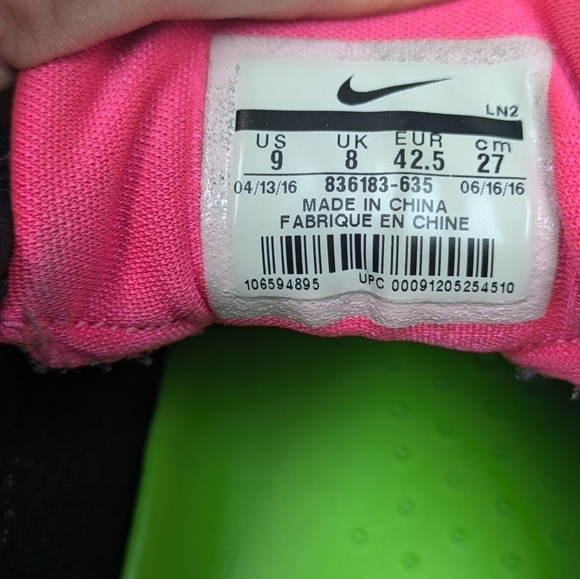 LN2
US UK EUR cm
9 8 42.5 27
04/13/16 836183-635 06/16/16
MADE IN CHINA
FABRIQUE EN CHINE
106594895 UPC 00091205254510